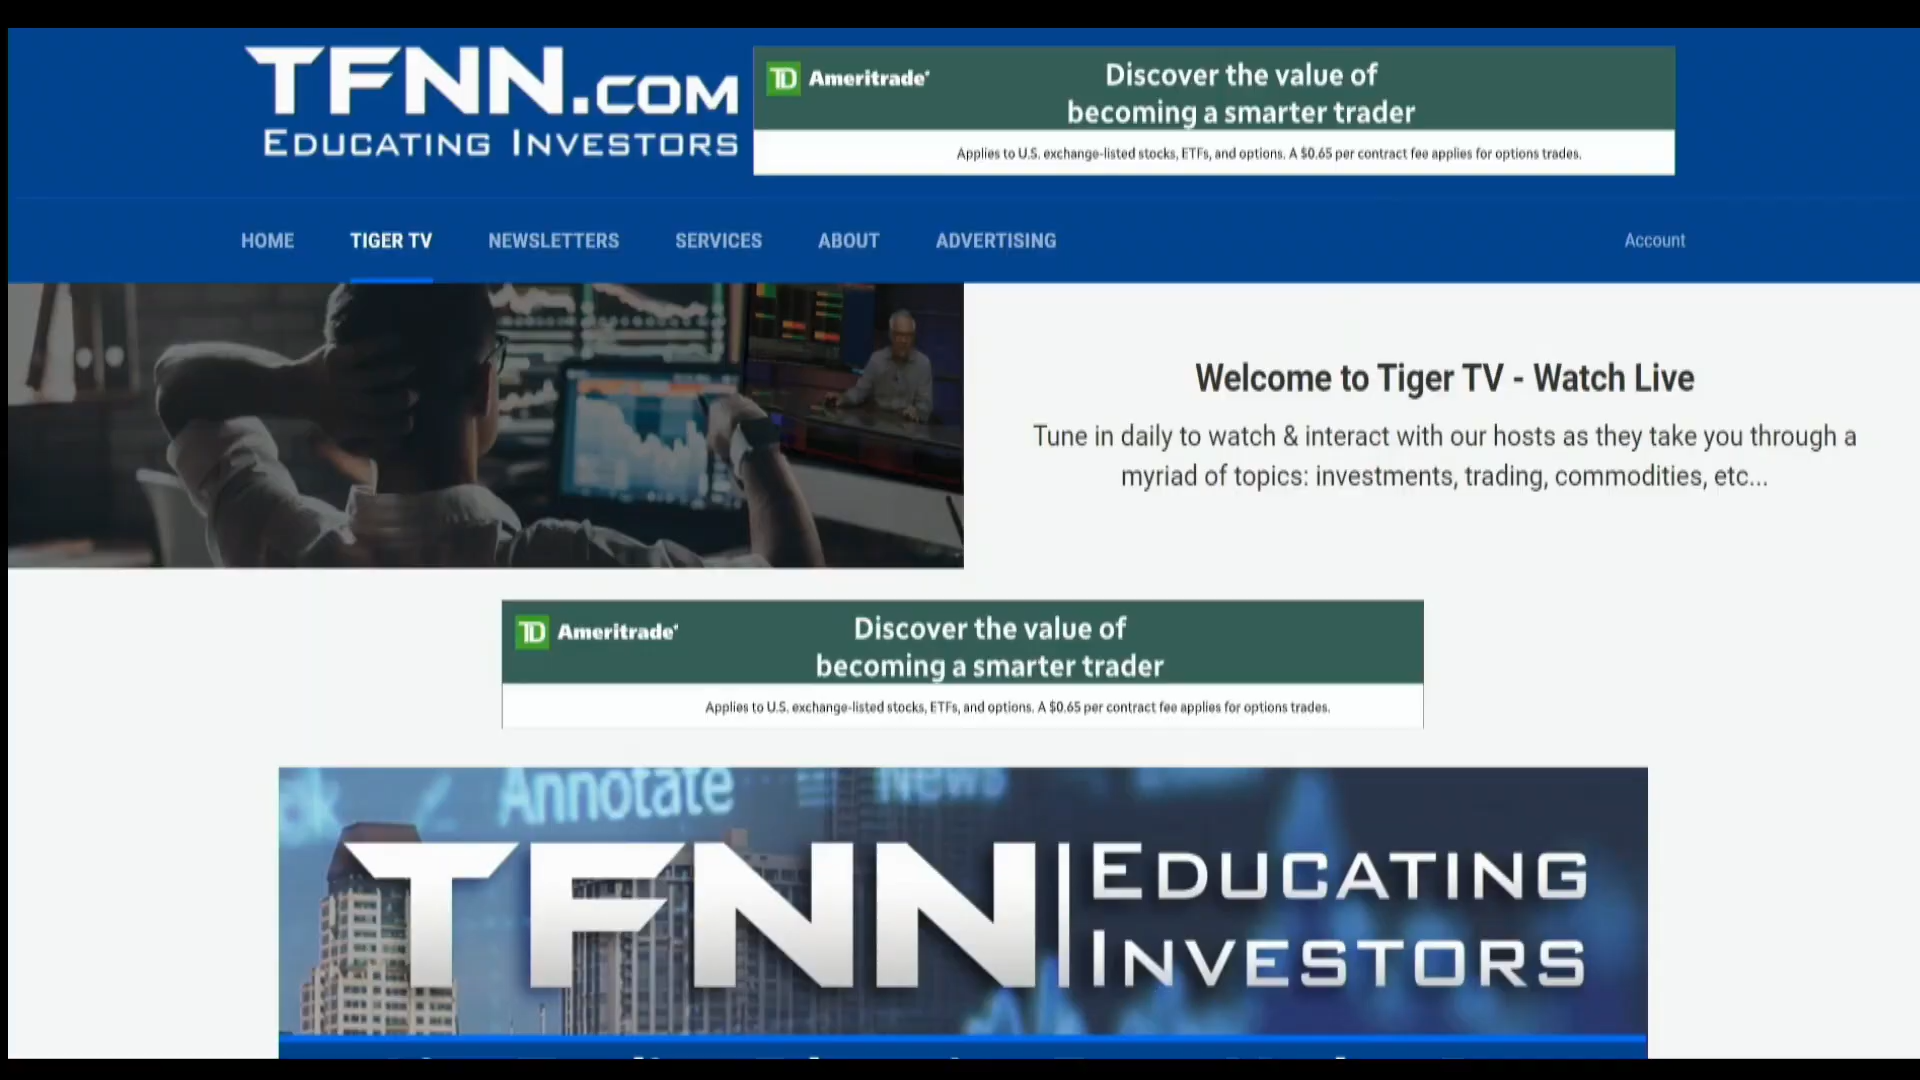 TFNN.COM
EDUCATING INVESTORS
TD Ameritrade
Discover the value of
becoming a smarter trader
Applies to U.S. exchange-listed stocks, ETFs, and options. A $0.65 per contract fee applies for options trades.
HOME TIGER TV NEWSLETTERS SERVICES ABOUT ADVERTISING Account
Welcome to Tiger TV - Watch Live
Tune in daily to watch & interact with our hosts as they take you through a
myriad of topics: investments, trading, commodities, etc...
TD Ameritrade
Discover the value of
becoming a smarter trader
Applies to U.S. exchange-listed stocks, ETFs, and options. A $0.65 per contract fee applies for options trades.
Annotate News
TFNN
EDUCATING
INVESTORS